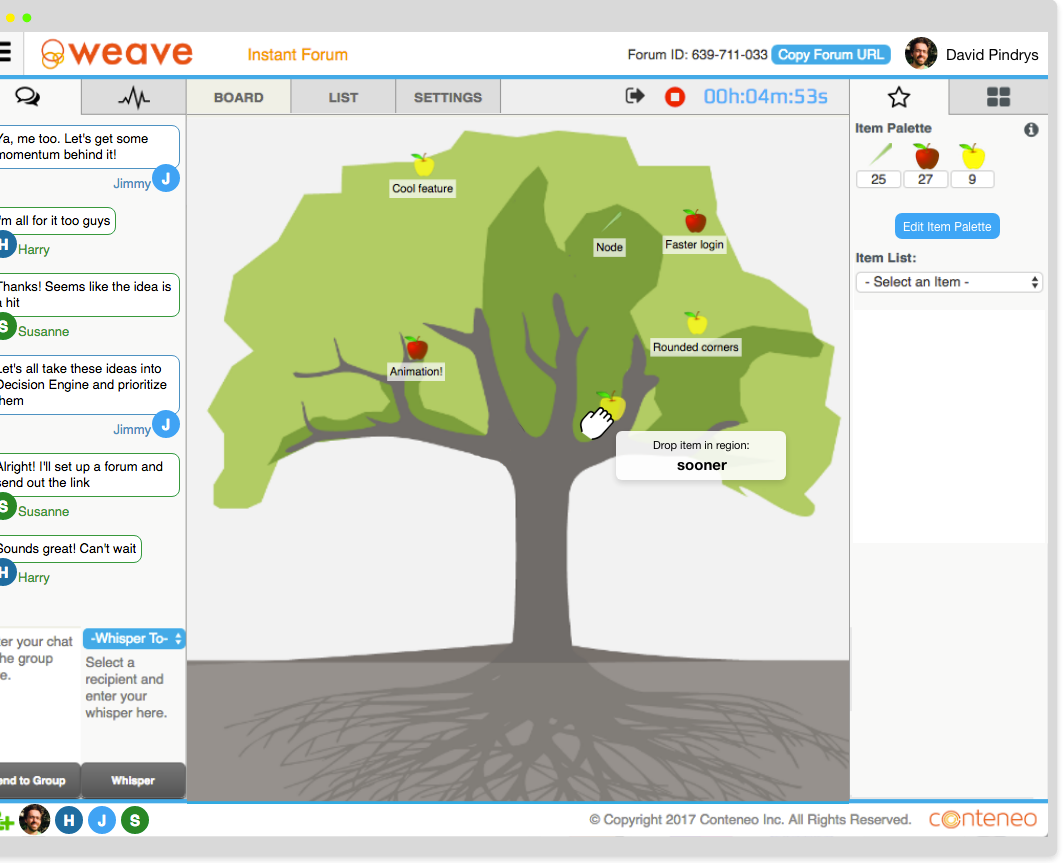 weave
Instant Forum
Forum ID: 639-711-033
Copy Forum URL
David Pindrys
BOARD
LIST
SETTINGS
00h:04m:53s
Ya, me too. Let's get some
momentum behind it!
Jimmy
J
I'm all for it too guys
H
Harry
Thanks! Seems like the idea is
a hit
S
Susanne
Let's all take these ideas into
Decision Engine and prioritize
them
Jimmy
J
Alright! I'll set up a forum and
send out the link
S
Susanne
Sounds great! Can't wait
H
Harry
er your chat
he group
e.
-Whisper To-
Select a
recipient and
enter your
whisper here.
end to Group
Whisper
Cool feature
Node
Faster login
Rounded corners
Animation!
Drop item in region:
sooner
Item Palette
25
27
9
Edit Item Palette
Item List:
- Select an Item -
H
J
S
© Copyright 2017 Conteneo Inc. All Rights Reserved.
conteneo